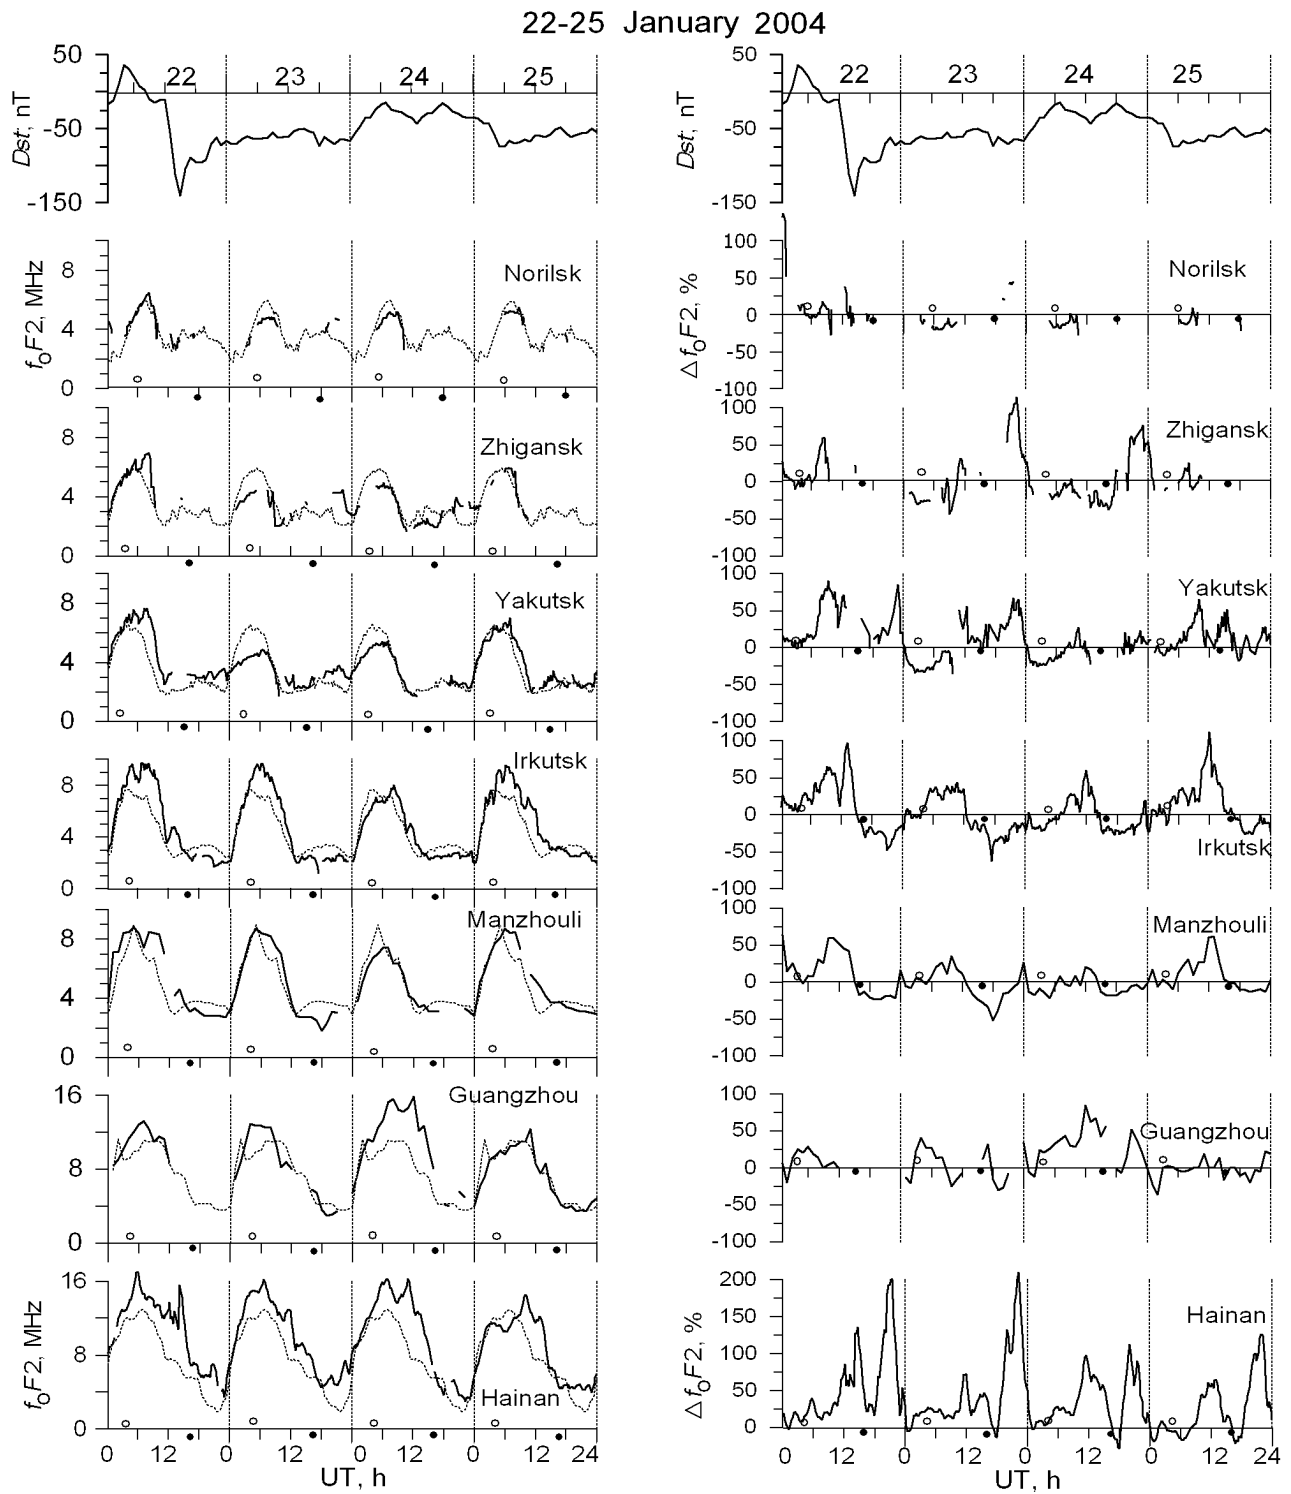 22-25 January 2004
50
-50
-150
Dst, nT
22
23
24
25
50
-50
-150
Dst, nT
22
23
24
25
8
4
0
foF2, MHz
Norilsk
100
50
0
-50
-100
Δ foF2, %
Norilsk
8
4
0
Zhigansk
100
50
0
-50
-100
Zhigansk
8
4
0
Yakutsk
100
50
0
-50
-100
Yakutsk
8
4
0
Irkutsk
100
50
0
-50
-100
Irkutsk
8
4
0
Manzhouli
100
50
0
-50
-100
Manzhouli
16
8
0
Guangzhou
100
50
0
-50
-100
Guangzhou
16
8
0
foF2, MHz
Hainan
200
150
100
50
0
Δ foF2, %
Hainan
0 12 0 12 0 12 0 12 24
UT, h
0 12 0 12 0 12 0 12 24
UT, h